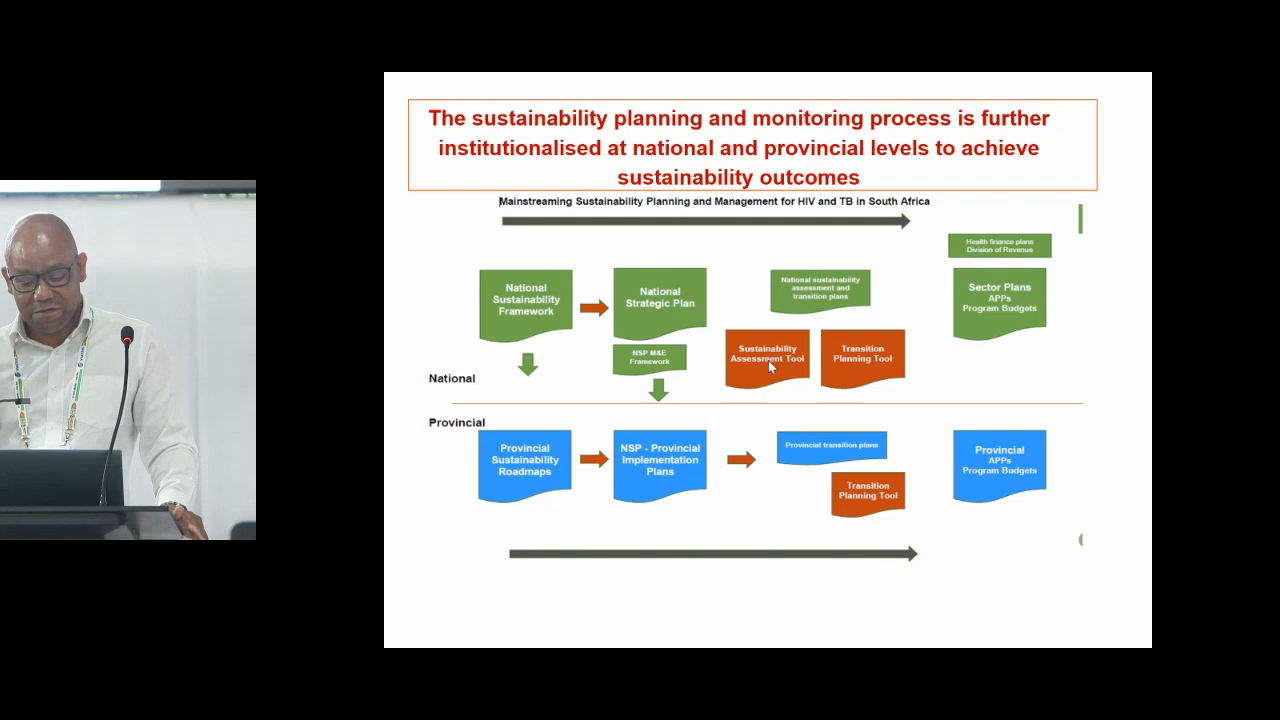 The sustainability planning and monitoring process is further
institutionalised at national and provincial levels to achieve
sustainability outcomes
Mainstreaming Sustainability Planning and Management for HIV and TB in South Africa
Health finance plans
Division of Revenue
National
Sustainability
Framework
National
Strategic Plan
National sustainability
assessment and
transition plans
Sector Plans
APPs
Program Budgets
NSP M&E
Framework
Sustainability
Assessment Tool
Transition
Planning Tool
National
Provincial
Provincial
Sustainability
Roadmaps
NSP - Provincial
Implementation
Plans
Provincial transition plans
Transition
Planning Tool
Provincial
APPs
Program Budgets